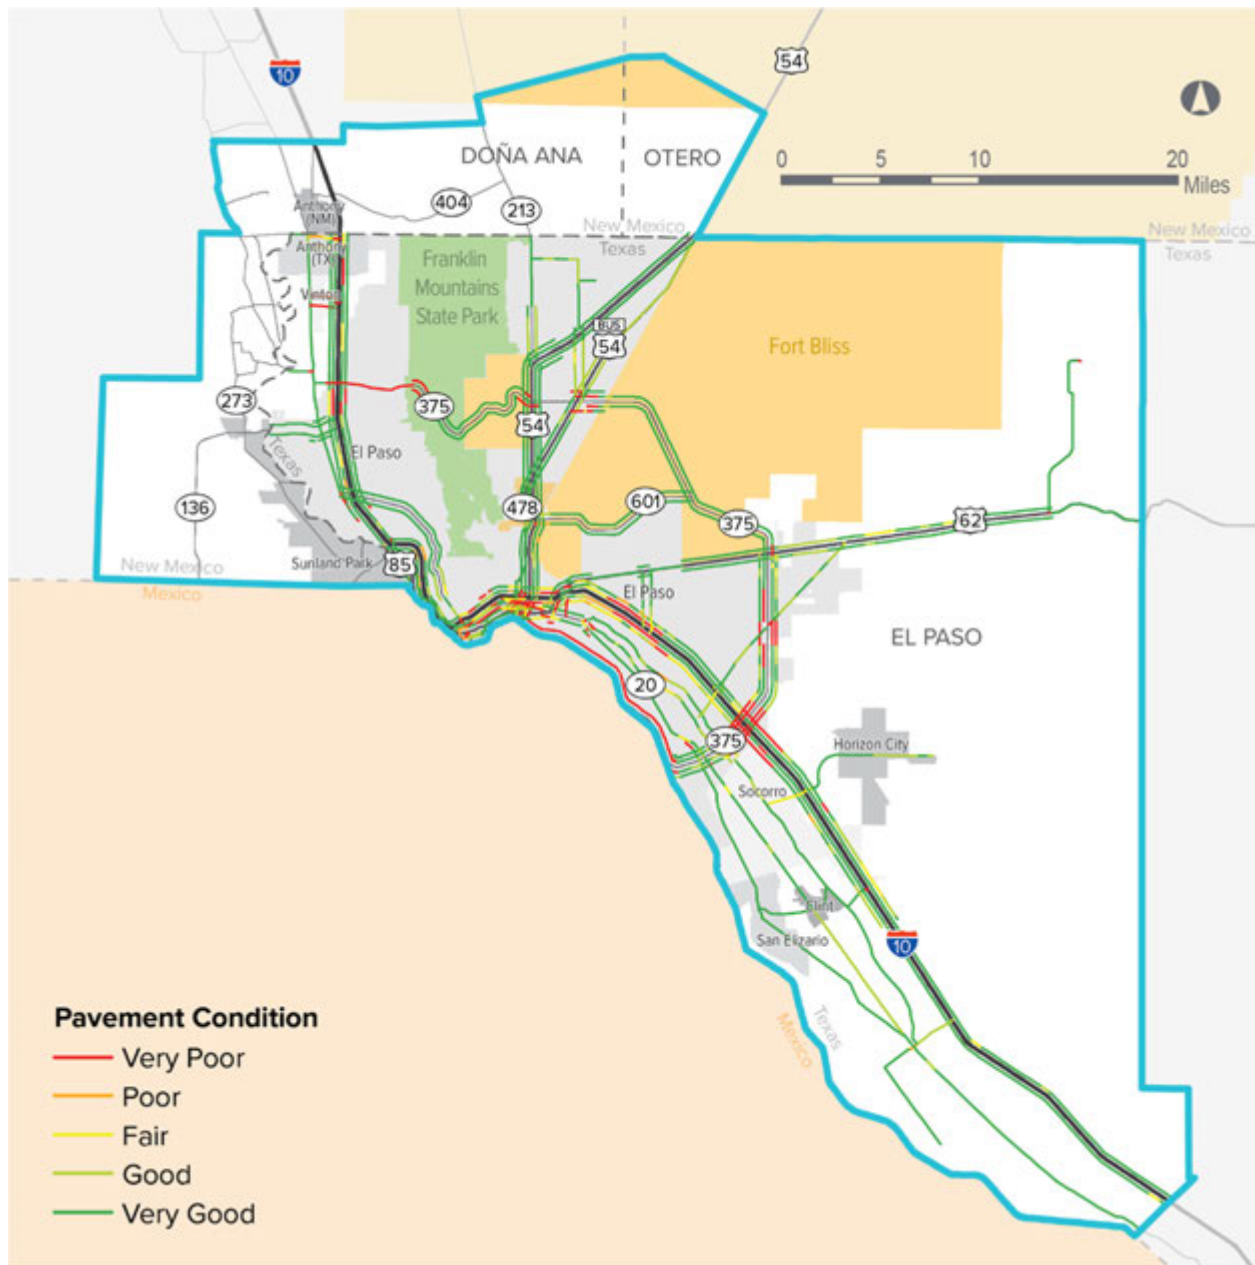 54
10
0
5
10
20
Miles
DOÑA ANA
OTERO
404
213
Anthony
(NM)
New Mexico
Texas
New Mexico
Texas
Anthony
(TX)
Franklin
Mountains
State Park
Vinton
BUS
54
Fort Bliss
375
273
54
Texas
El Paso
136
478
601
375
62
New Mexico
Mexico
Sunland Park
85
El Paso
EL PASO
20
375
Horizon City
Socorro
Clint
San Elizario
10
Texas
Mexico
Pavement Condition
Very Poor
Poor
Fair
Good
Very Good